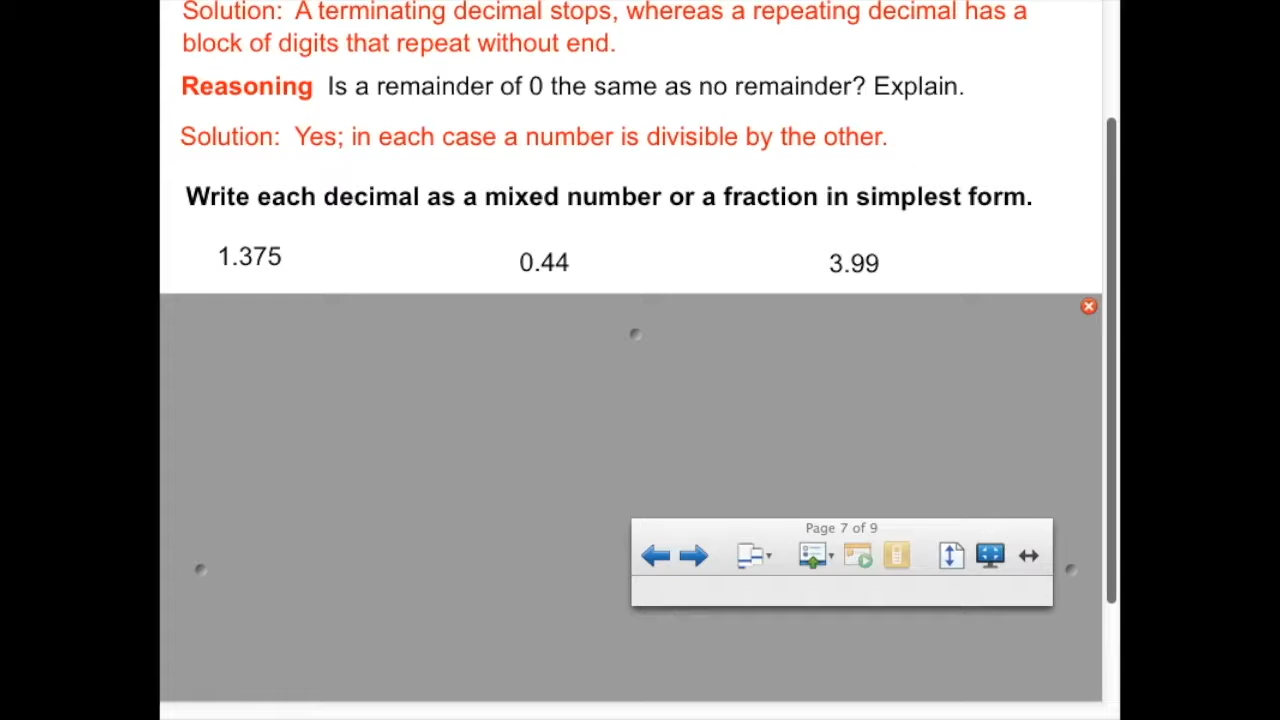 Solution: A terminating decimal stops, whereas a repeating decimal has a
block of digits that repeat without end.
Reasoning Is a remainder of 0 the same as no remainder? Explain.
Solution: Yes; in each case a number is divisible by the other.
Write each decimal as a mixed number or a fraction in simplest form.
1.375 0.44 3.99
Page 7 of 9